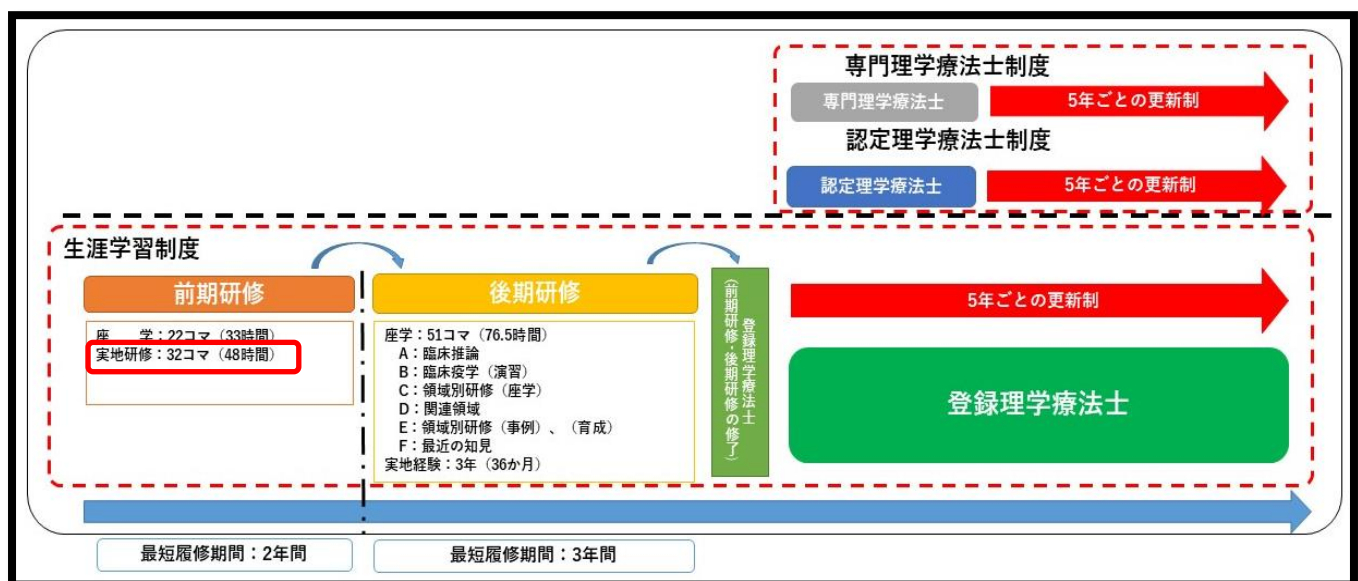 専門理学療法士制度
専門理学療法士
5年ごとの更新制
認定理学療法士制度
認定理学療法士
5年ごとの更新制
生涯学習制度
前期研修
座　　学：22コマ（33時間）
実地研修：32コマ（48時間）
後期研修
座学：51コマ（76.5時間）
A：臨床推論
B：臨床疫学（演習）
C：領域別研修（座学）
D：関連領域
E：領域別研修（事例）、（育成）
F：最近の知見
実地経験：3年（36か月）
登録理学療法士
（前期研修・後期研修の修了）
5年ごとの更新制
登録理学療法士
最短履修期間：2年間
最短履修期間：3年間